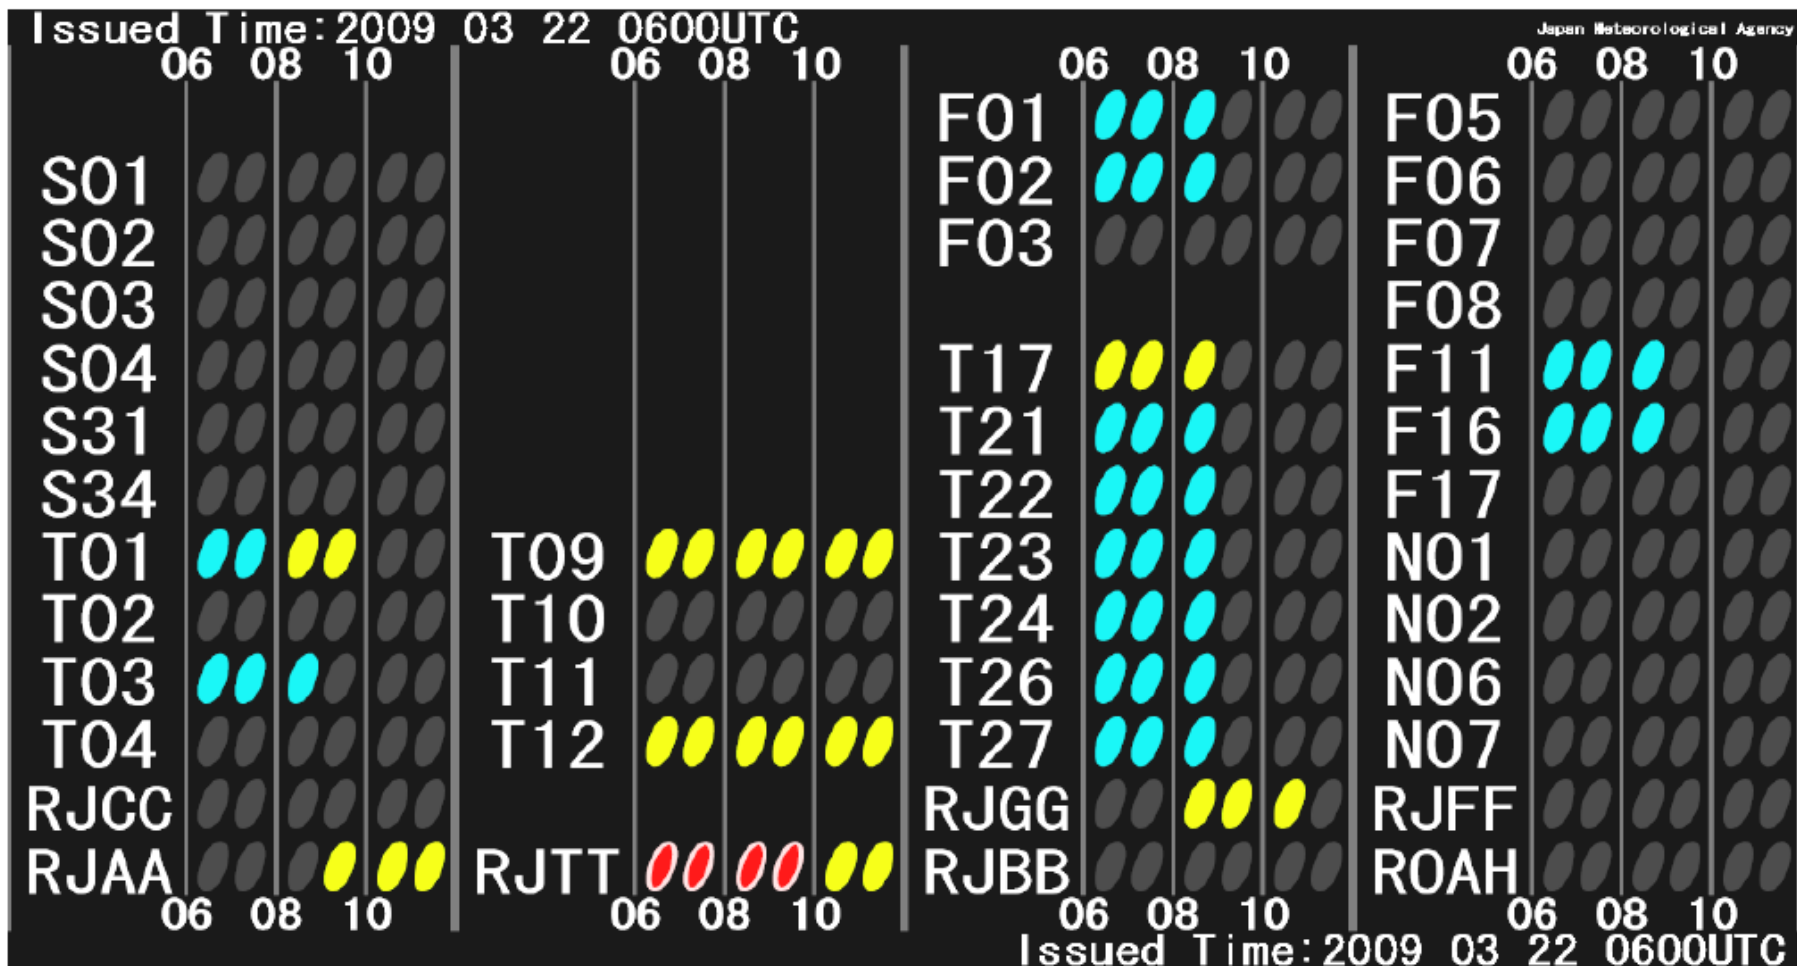 Issued Time:2009 03 22 0600UTC
Japan Meteorological Agency
06 08 10 06 08 10 06 08 10 06 08 10
F01 F05
S01 F02 F06
S02 F03 F07
S03 F08
S04 T17 F11
S31 T21 F16
S34 T22 F17
T01 T09 T23 N01
T02 T10 T24 N02
T03 T11 T26 N06
T04 T12 T27 N07
RJCC RJGG RJFF
RJAA RJTT RJBB ROAH
06 08 10 06 08 10 06 08 10 06 08 10
Issued Time:2009 03 22 0600UTC